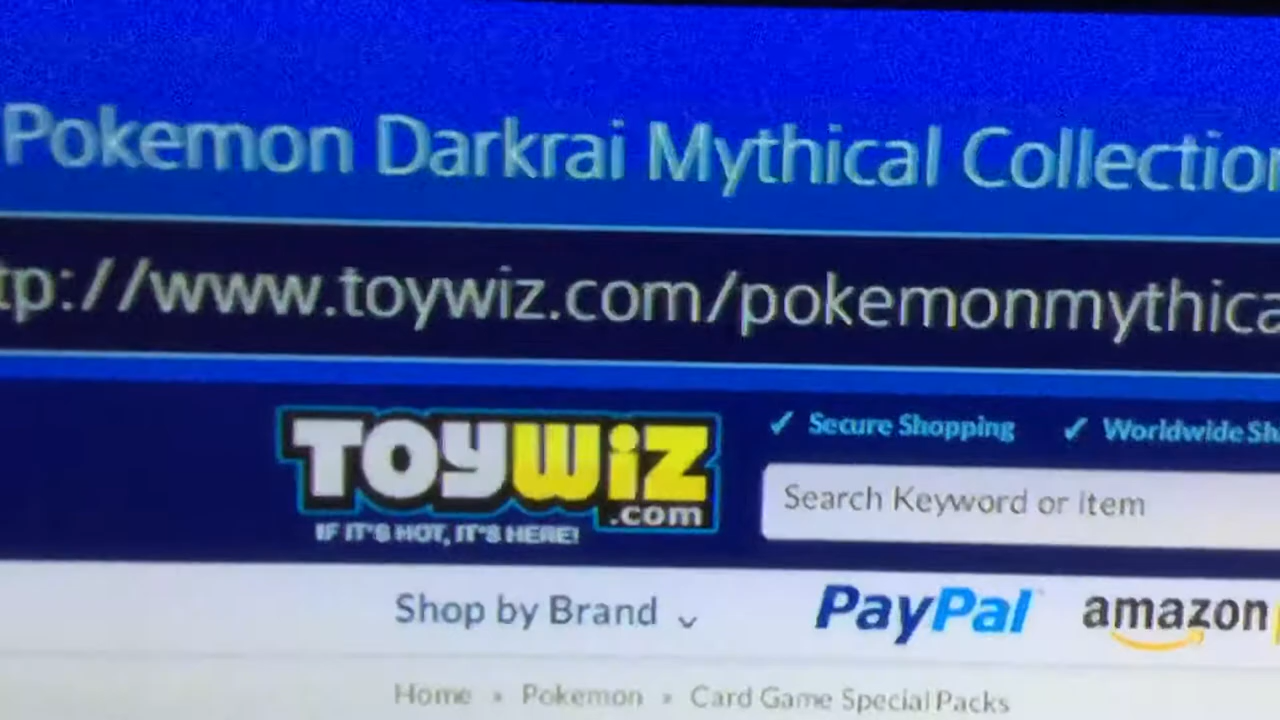 Pokemon Darkrai Mythical Collection
tp://www.toywiz.com/pokemonmythica
TOYWIZ
.com
IF IT'S HOT, IT'S HERE!
✓ Secure Shopping ✓ Worldwide Sh
Search Keyword or Item
Shop by Brand
PayPal amazon
Home » Pokemon » Card Game Special Packs